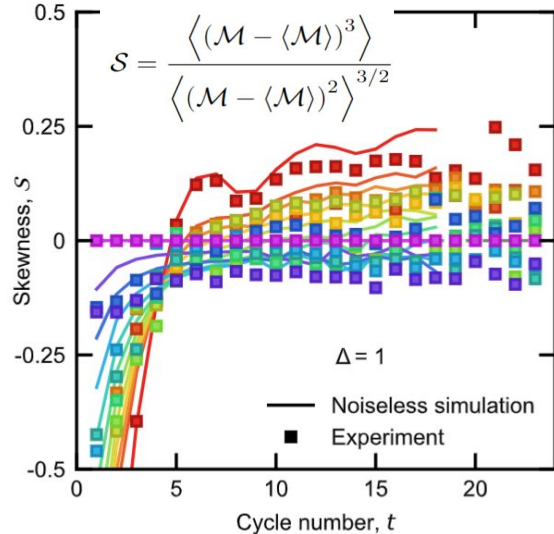 S = ⟨(M − ⟨M⟩)³⟩ / ⟨(M − ⟨M⟩)²⟩^{3/2}
0.5
0.25
0
-0.25
-0.5
Skewness, S
Δ = 1
Noiseless simulation
Experiment
0 5 10 15 20
Cycle number, t